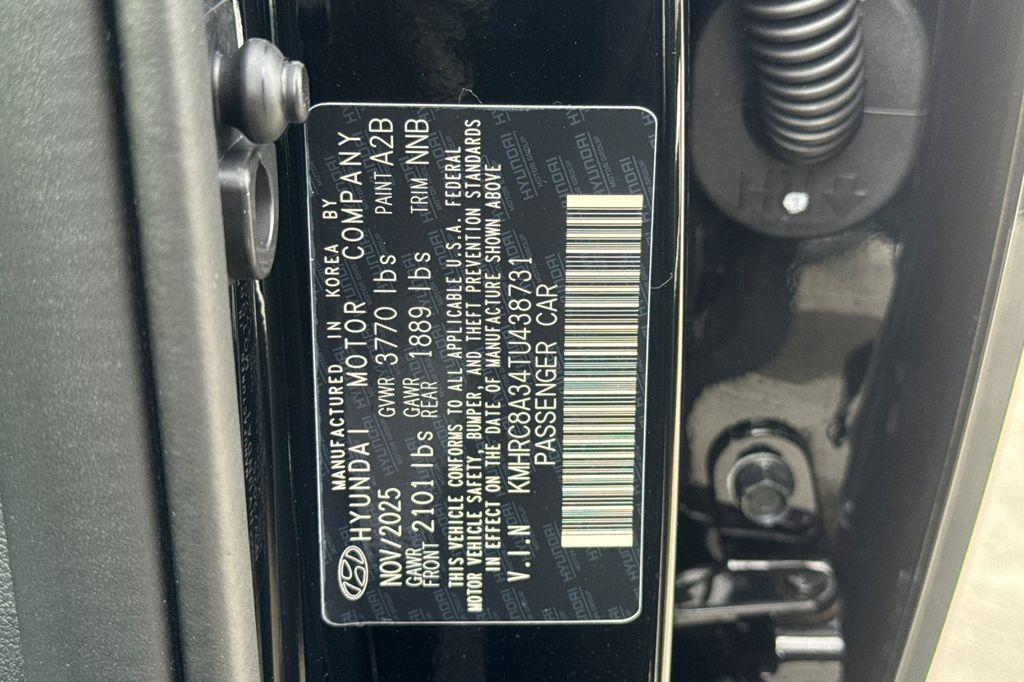 MANUFACTURED IN KOREA BY
HYUNDAI MOTOR COMPANY
NOV/2025 GVWR 3770 lbs PAINT A2B
GAWR FRONT 2101 lbs GAWR REAR 1889 lbs TRIM NNB
THIS VEHICLE CONFORMS TO ALL APPLICABLE U.S.A. FEDERAL
MOTOR VEHICLE SAFETY, BUMPER, AND THEFT PREVENTION STANDARDS
IN EFFECT ON THE DATE OF MANUFACTURE SHOWN ABOVE
V.I.N KMHRC8A34TU438731
PASSENGER CAR